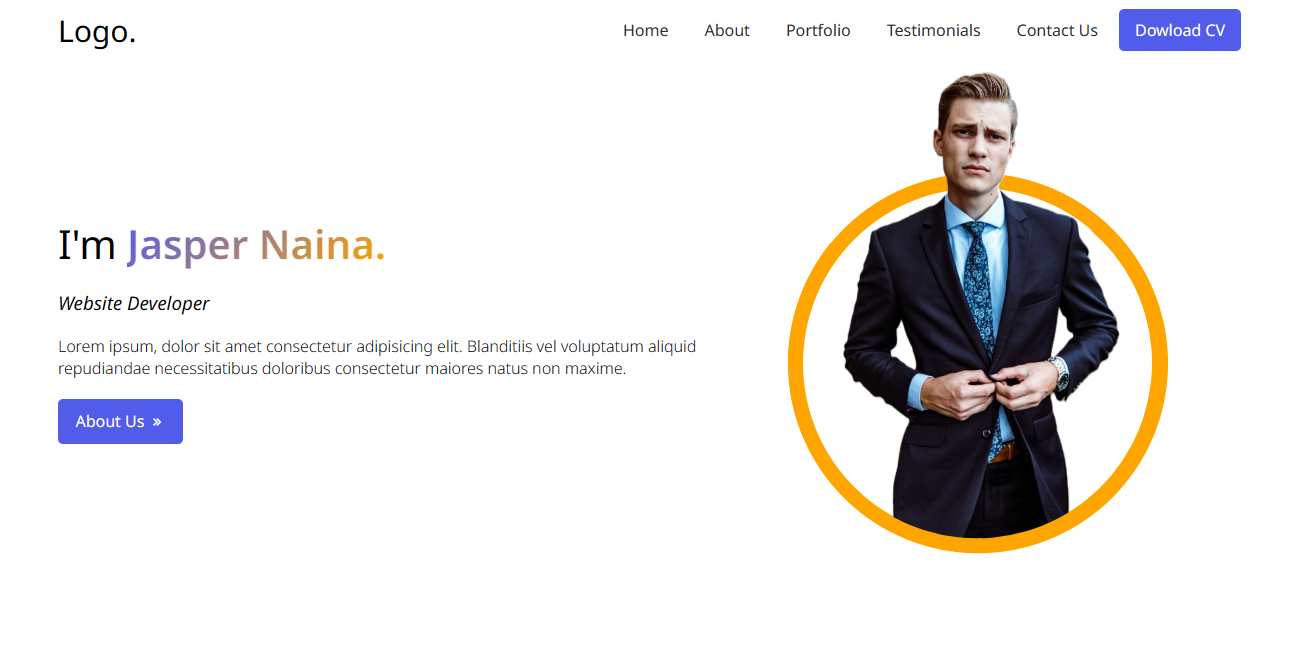 Logo.
Home About Portfolio Testimonials Contact Us Dowload CV
I'm Jasper Naina.
Website Developer
Lorem ipsum, dolor sit amet consectetur adipisicing elit. Blanditiis vel voluptatum aliquid
repudiandae necessitatibus doloribus consectetur maiores natus non maxime.
About Us »